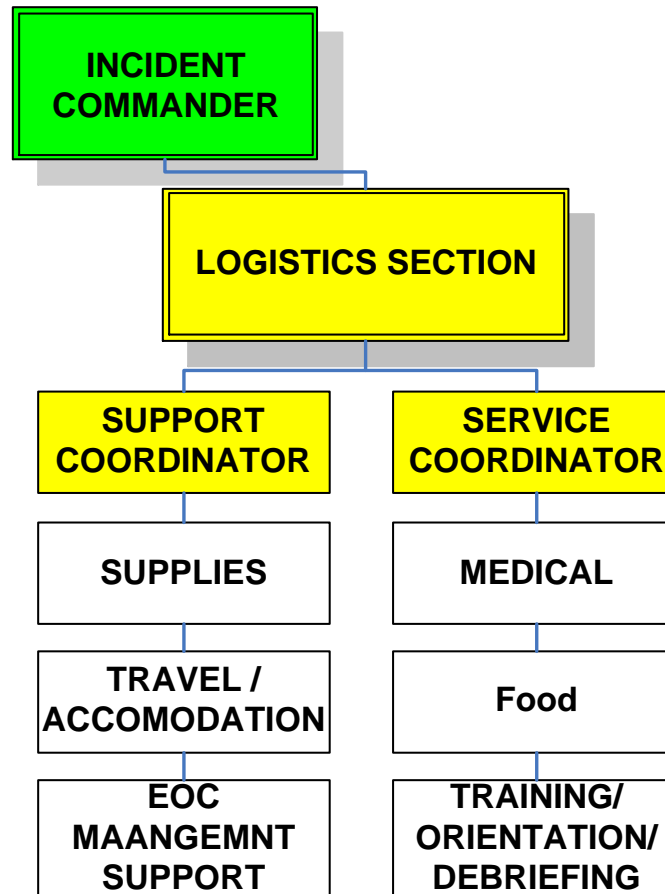 INCIDENT
COMMANDER
LOGISTICS SECTION
SUPPORT
COORDINATOR
SERVICE
COORDINATOR
SUPPLIES
MEDICAL
TRAVEL /
ACCOMODATION
Food
EOC
MAANGEMNT
SUPPORT
TRAINING/
ORIENTATION/
DEBRIEFING